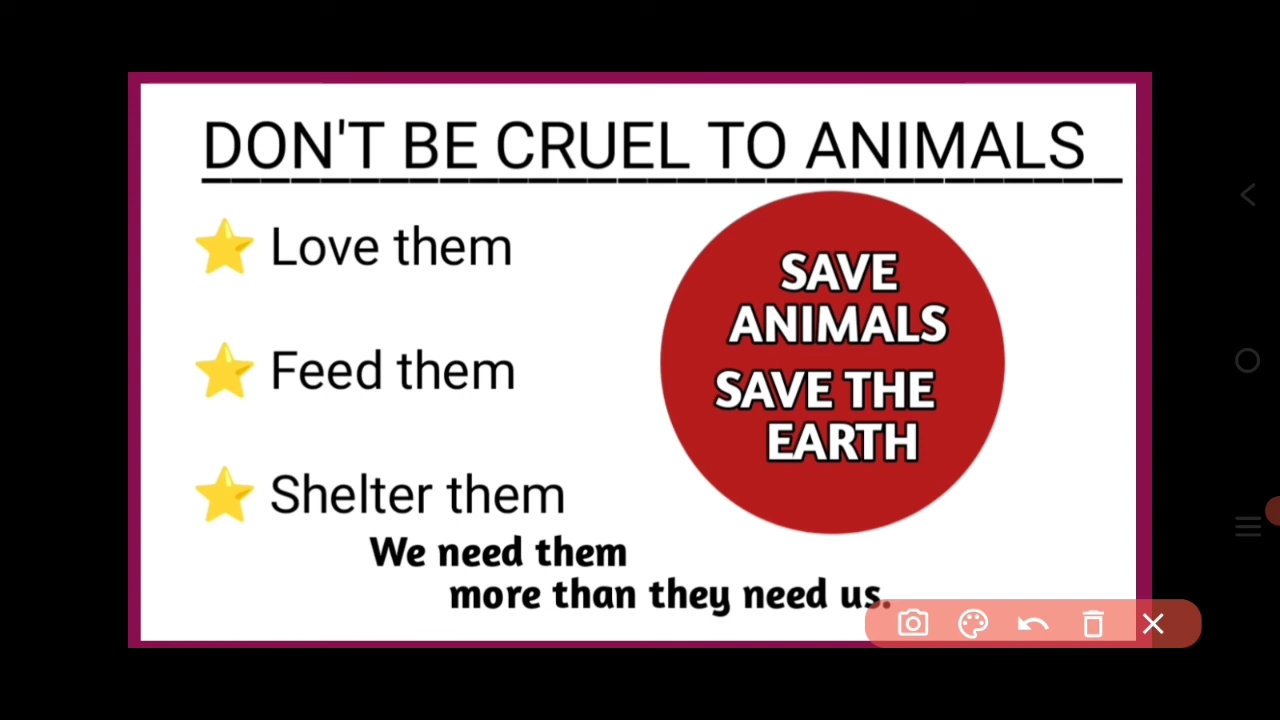 DON'T BE CRUEL TO ANIMALS
Love them
Feed them
Shelter them
SAVE
ANIMALS
SAVE THE
EARTH
We need them
more than they need us.